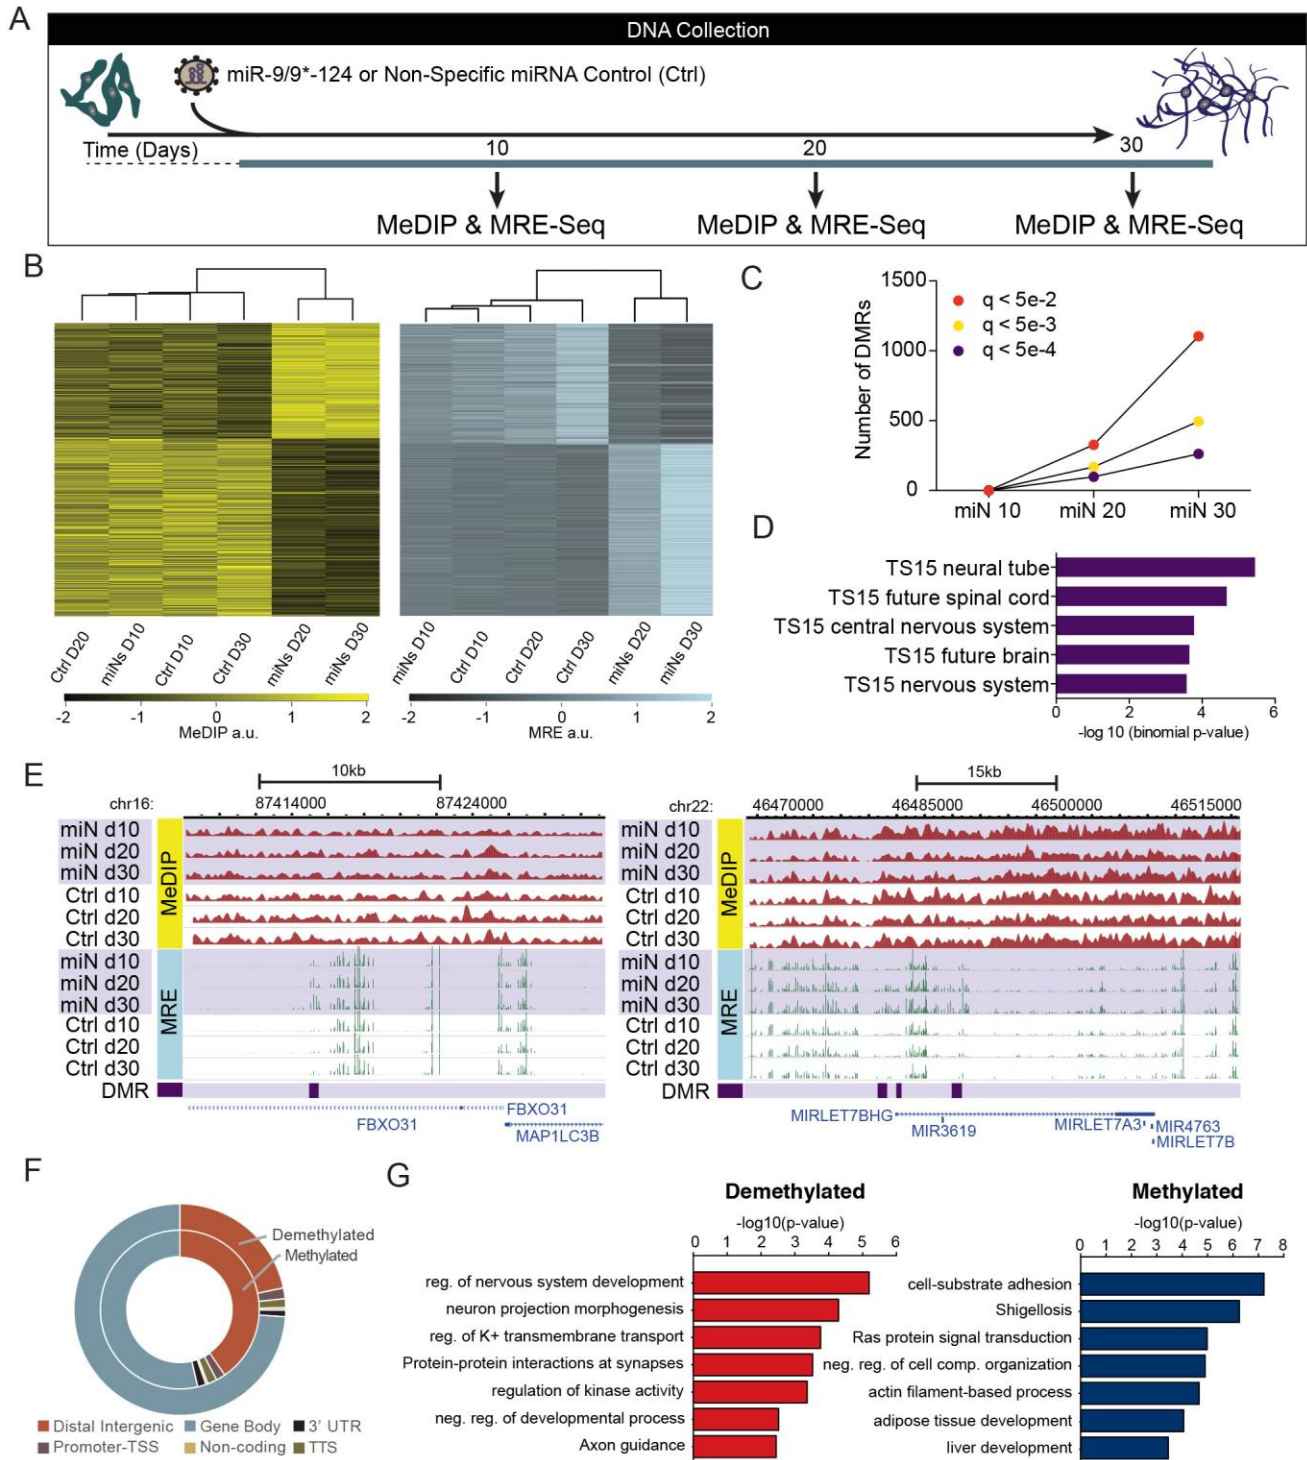 A
DNA Collection
miR-9/9*-124 or Non-Specific miRNA Control (Ctrl)
Time (Days)
10
20
30
MeDIP & MRE-Seq
MeDIP & MRE-Seq
MeDIP & MRE-Seq
B
Ctrl D20
miNs D10
Ctrl D10
Ctrl D30
miNs D20
miNs D30
-2 -1 0 1 2
MeDIP a.u.
miNs D10
Ctrl D10
Ctrl D20
Ctrl D30
miNs D20
miNs D30
-2 -1 0 1 2
MRE a.u.
C
Number of DMRs
1500
1000
500
0
q < 5e-2
q < 5e-3
q < 5e-4
miN 10 miN 20 miN 30
D
TS15 neural tube
TS15 future spinal cord
TS15 central nervous system
TS15 future brain
TS15 nervous system
0 2 4 6
-log 10 (binomial p-value)
E
10kb
chr16: 87414000 87424000
MeDIP
miN d10
miN d20
miN d30
Ctrl d10
Ctrl d20
Ctrl d30
MRE
miN d10
miN d20
miN d30
Ctrl d10
Ctrl d20
Ctrl d30
DMR
FBXO31
FBXO31
MAP1LC3B
15kb
chr22: 46470000 46485000 46500000 46515000
MeDIP
miN d10
miN d20
miN d30
Ctrl d10
Ctrl d20
Ctrl d30
MRE
miN d10
miN d20
miN d30
Ctrl d10
Ctrl d20
Ctrl d30
DMR
MIRLET7BHG
MIR3619
MIRLET7A3
MIR4763
MIRLET7B
F
Demethylated
Methylated
Distal Intergenic Gene Body 3' UTR
Promoter-TSS Non-coding TTS
G
Demethylated
-log10(p-value)
0 1 2 3 4 5 6
reg. of nervous system development
neuron projection morphogenesis
reg. of K+ transmembrane transport
Protein-protein interactions at synapses
regulation of kinase activity
neg. reg. of developmental process
Axon guidance
Methylated
-log10(p-value)
0 1 2 3 4 5 6 7 8
cell-substrate adhesion
Shigellosis
Ras protein signal transduction
neg. reg. of cell comp. organization
actin filament-based process
adipose tissue development
liver development